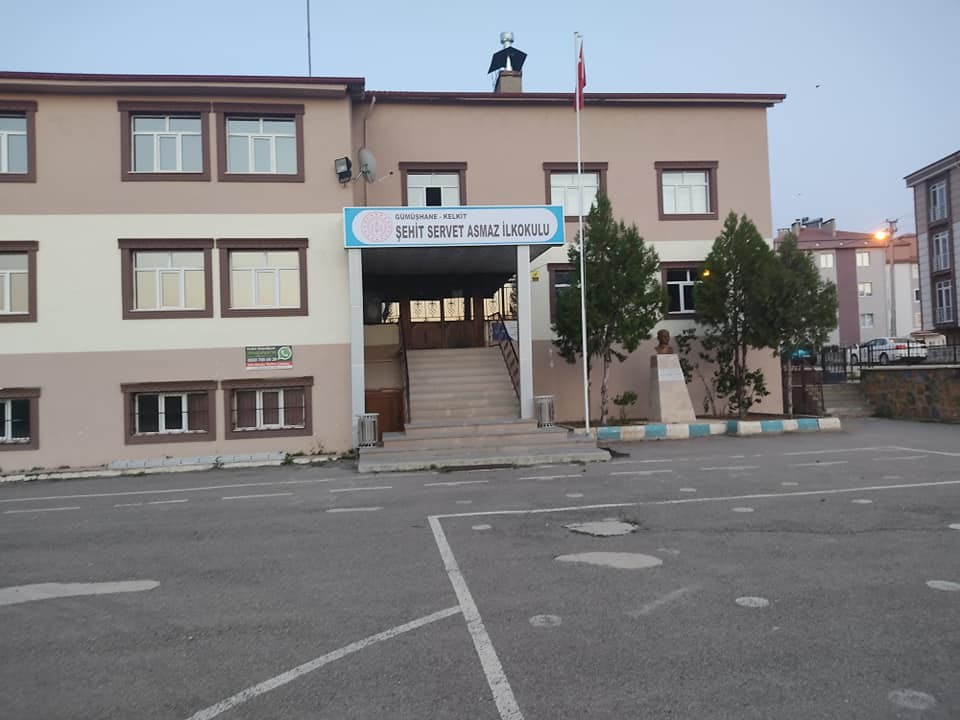 GÜMÜŞHANE - KELKİT
ŞEHİT SERVET ASMAZ İLKOKULU